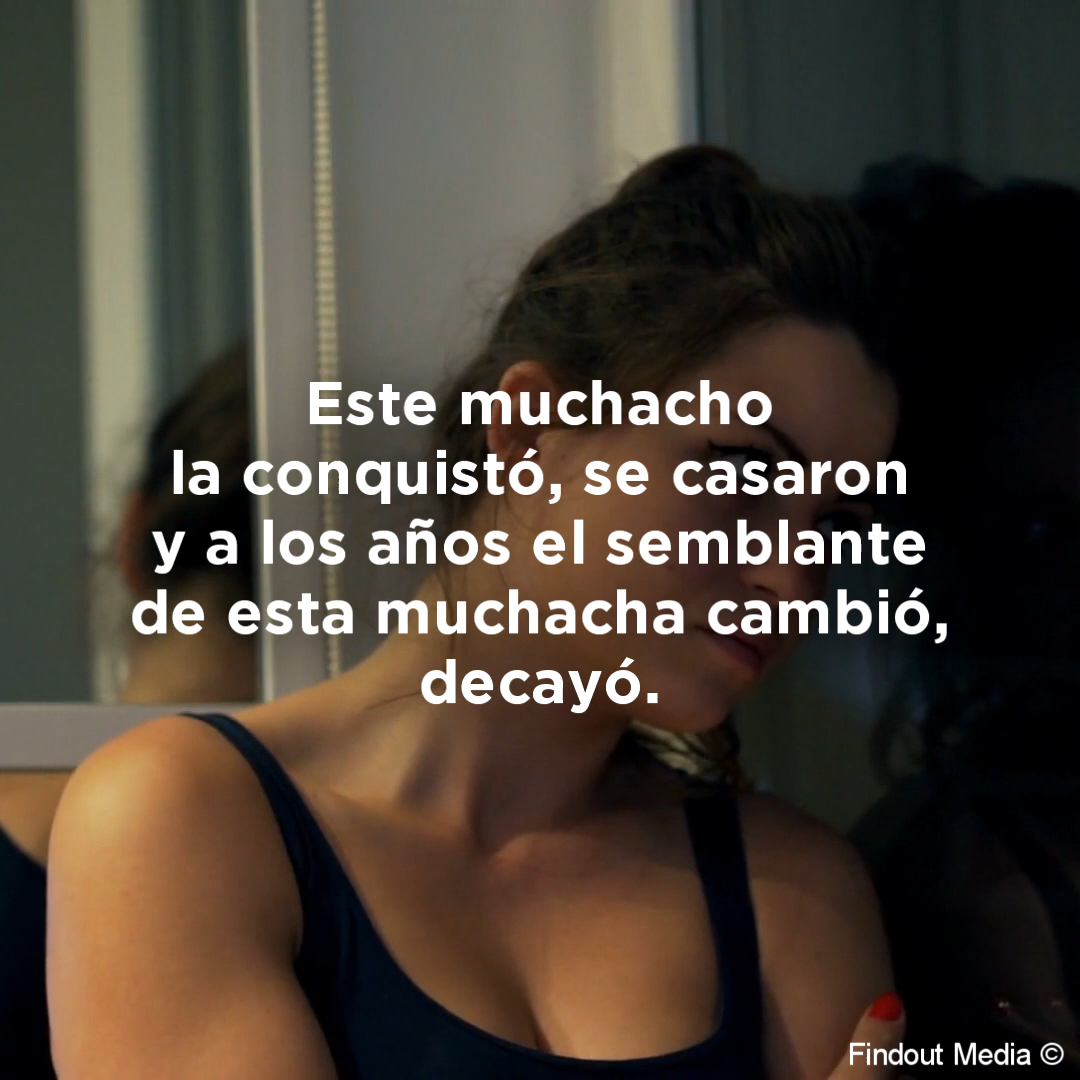 Este muchacho
la conquistó, se casaron
y a los años el semblante
de esta muchacha cambió,
decayó.
Findout Media ©